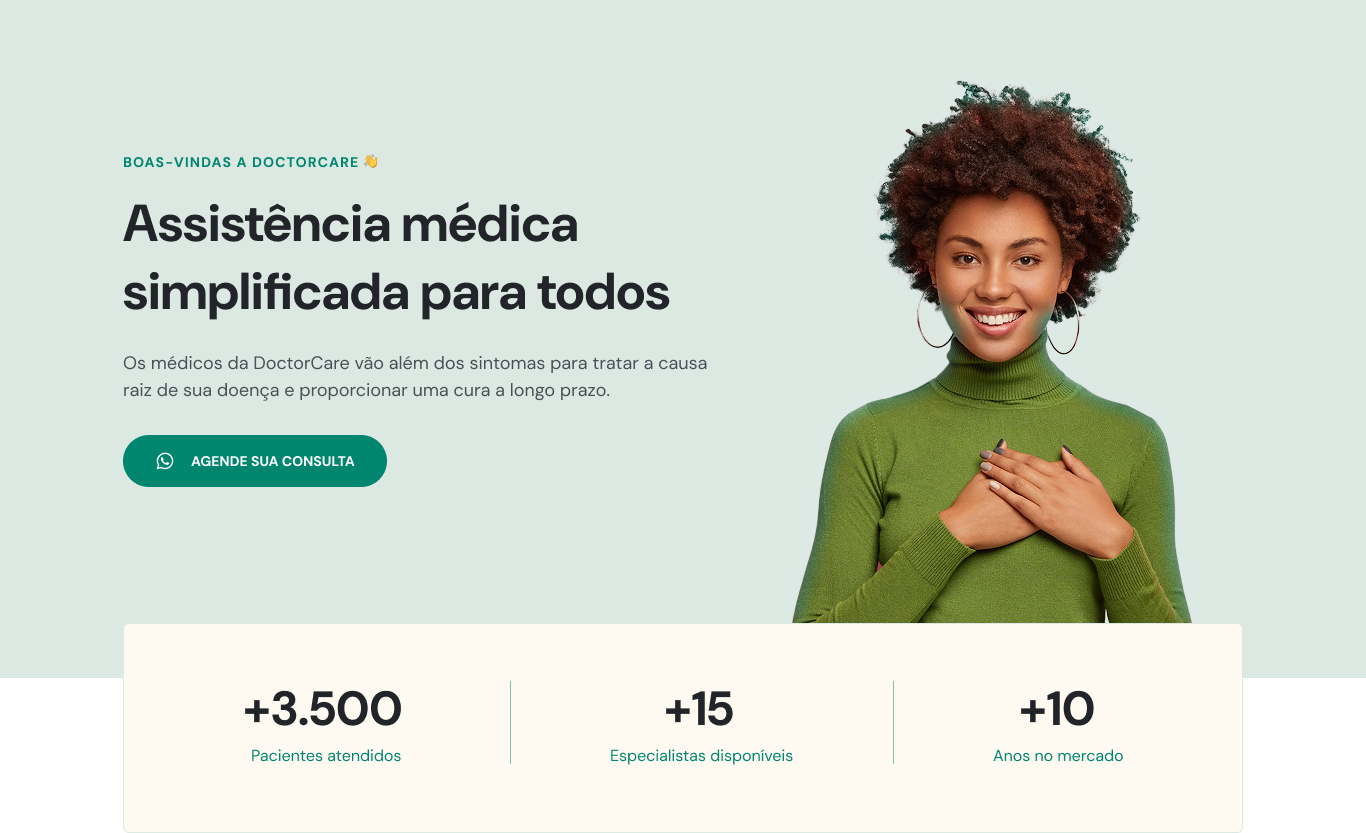 BOAS-VINDAS A DOCTORCARE 👋
Assistência médica
simplificada para todos
Os médicos da DoctorCare vão além dos sintomas para tratar a causa
raiz de sua doença e proporcionar uma cura a longo prazo.
AGENDE SUA CONSULTA
+3.500
Pacientes atendidos
+15
Especialistas disponíveis
+10
Anos no mercado